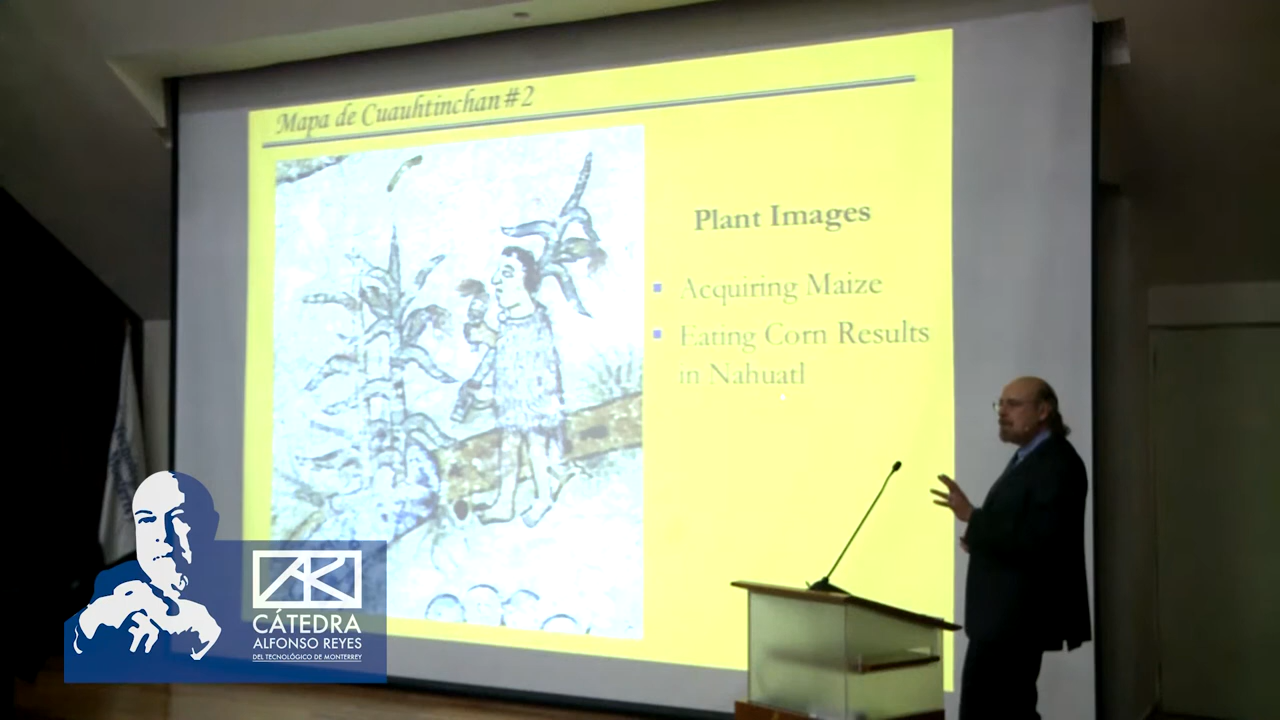 Mapa de Cuauhtinchan #2
Plant Images
Acquiring Maize
Eating Corn Results
in Nahuatl
AR
CÁTEDRA
ALFONSO REYES
DEL TECNOLÓGICO DE MONTERREY